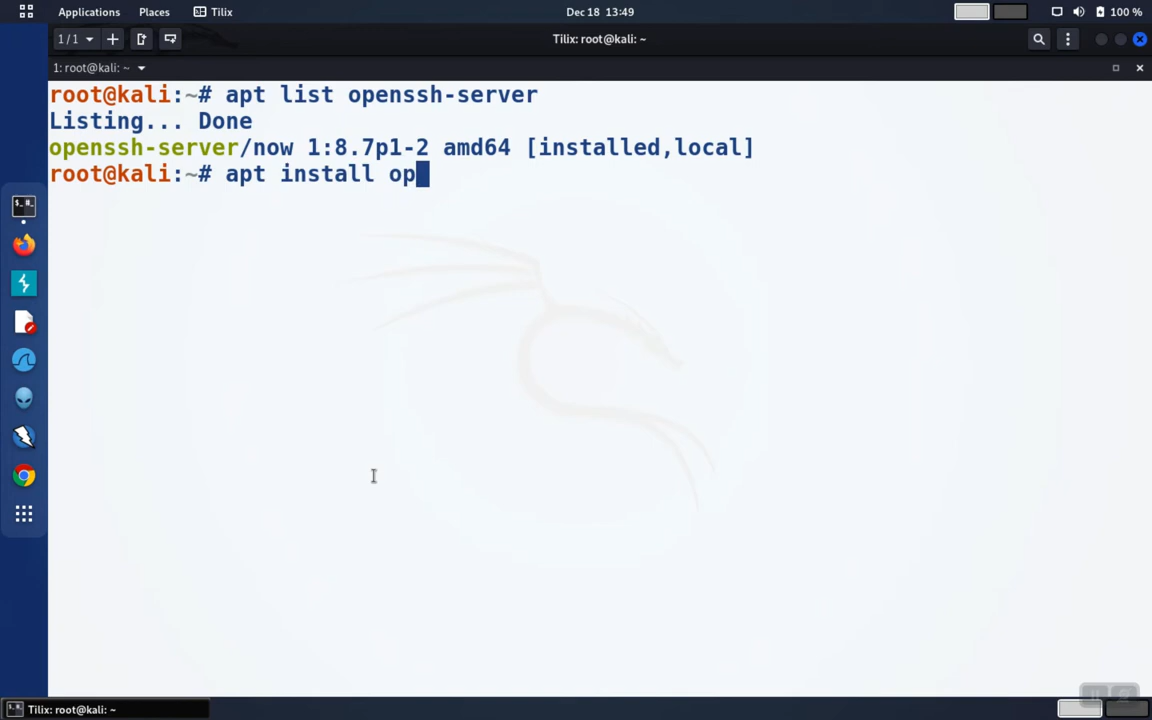 Applications Places Tilix Dec 18 13:49 100 %
1/1 Tilix: root@kali: ~
1: root@kali: ~
root@kali:~# apt list openssh-server
Listing... Done
openssh-server/now 1:8.7p1-2 amd64 [installed,local]
root@kali:~# apt install op
Tilix: root@kali: ~